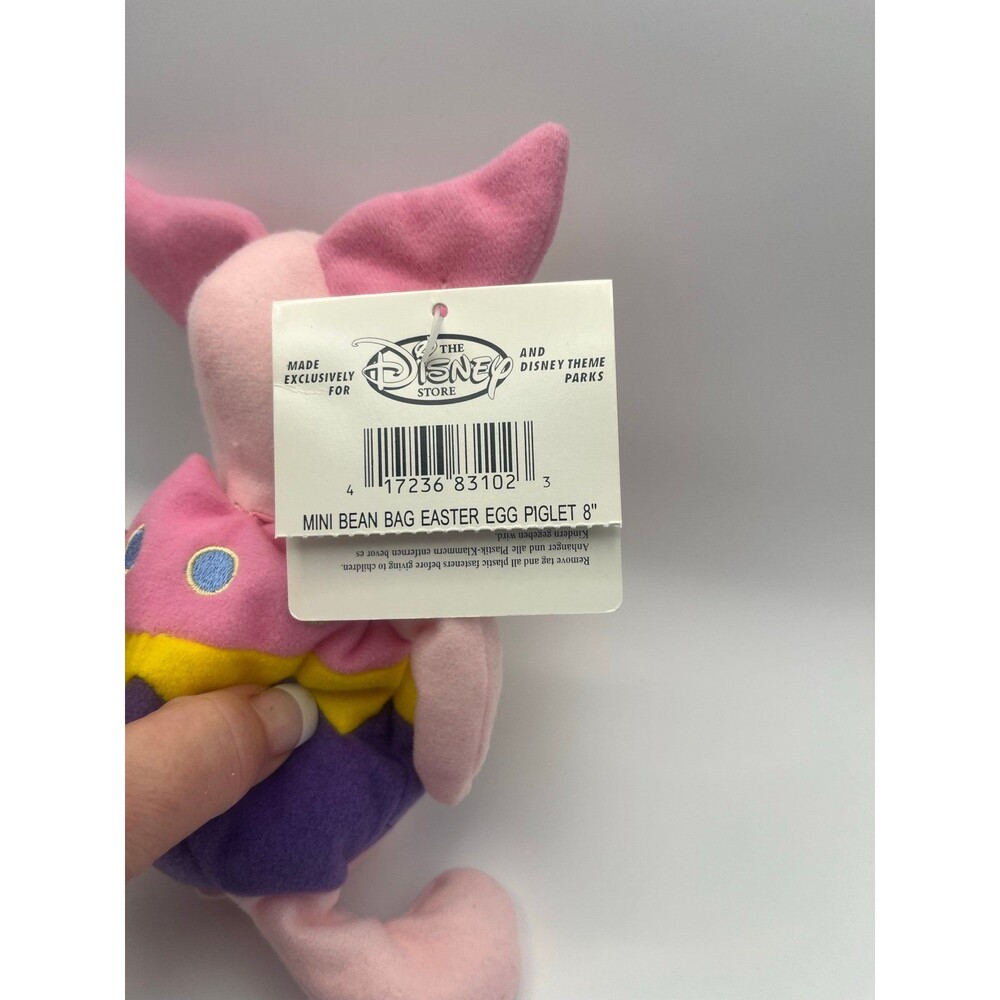 MADE
EXCLUSIVELY
FOR
THE
Disney
STORE
AND
DISNEY THEME
PARKS
4 17236 83102 3
MINI BEAN BAG EASTER EGG PIGLET 8"
Remove tag and all plastic fasteners before giving to children.
Anhänger und alle Plastik-Klammern entfernen bevor es
Kindern gegeben wird.